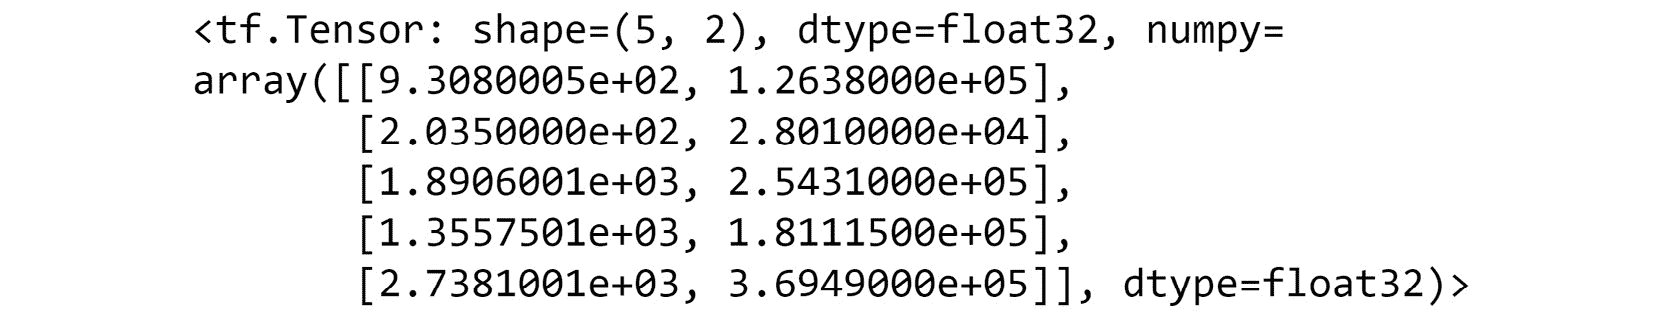 <tf.Tensor: shape=(5, 2), dtype=float32, numpy=
array([[9.3080005e+02, 1.2638000e+05],
[2.0350000e+02, 2.8010000e+04],
[1.8906001e+03, 2.5431000e+05],
[1.3557501e+03, 1.8111500e+05],
[2.7381001e+03, 3.6949000e+05]], dtype=float32)>